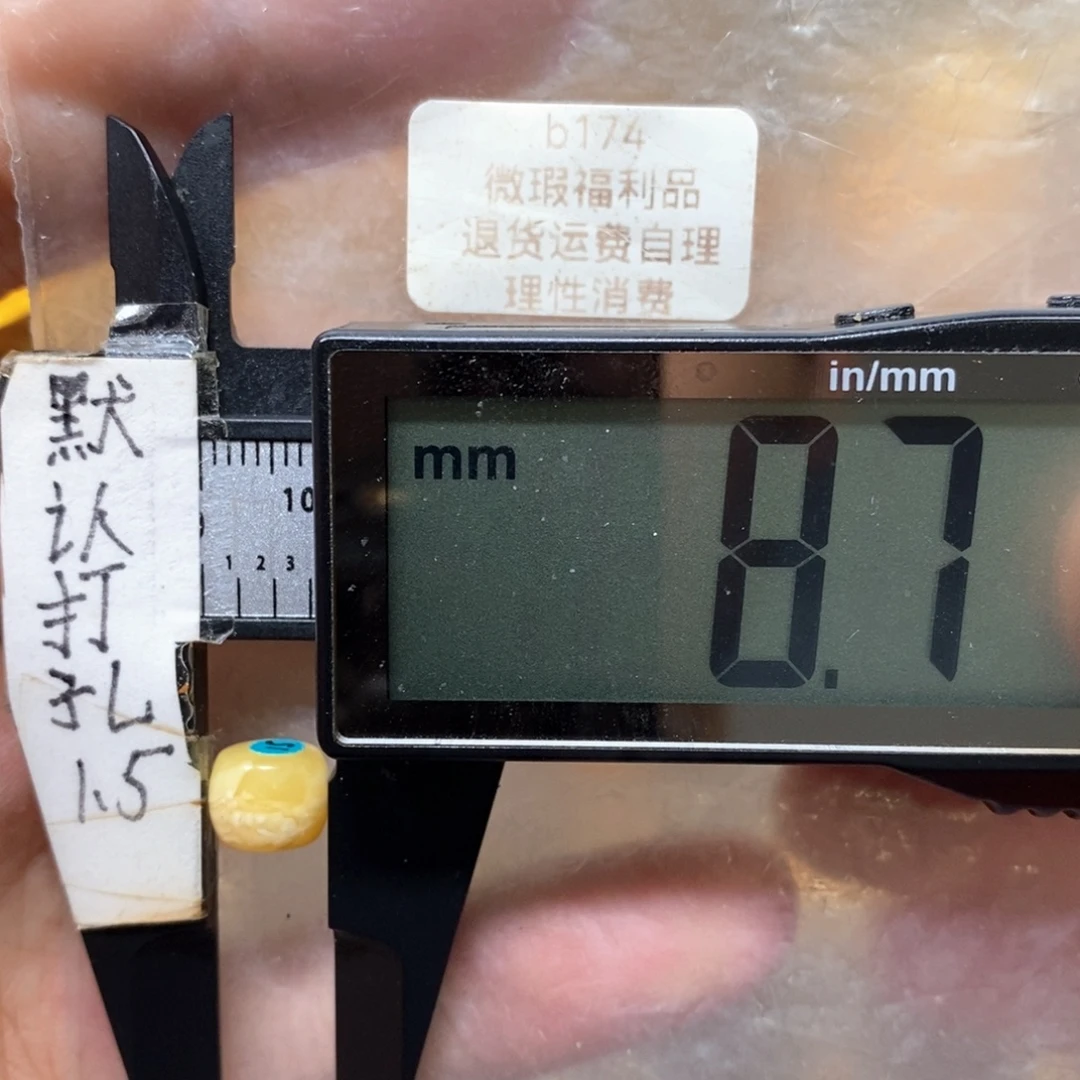 b174
微瑕福利品
退货运费自理
理性消费
in/mm
mm
8.7
默
认
打
孔
1.5
10
1 2 3